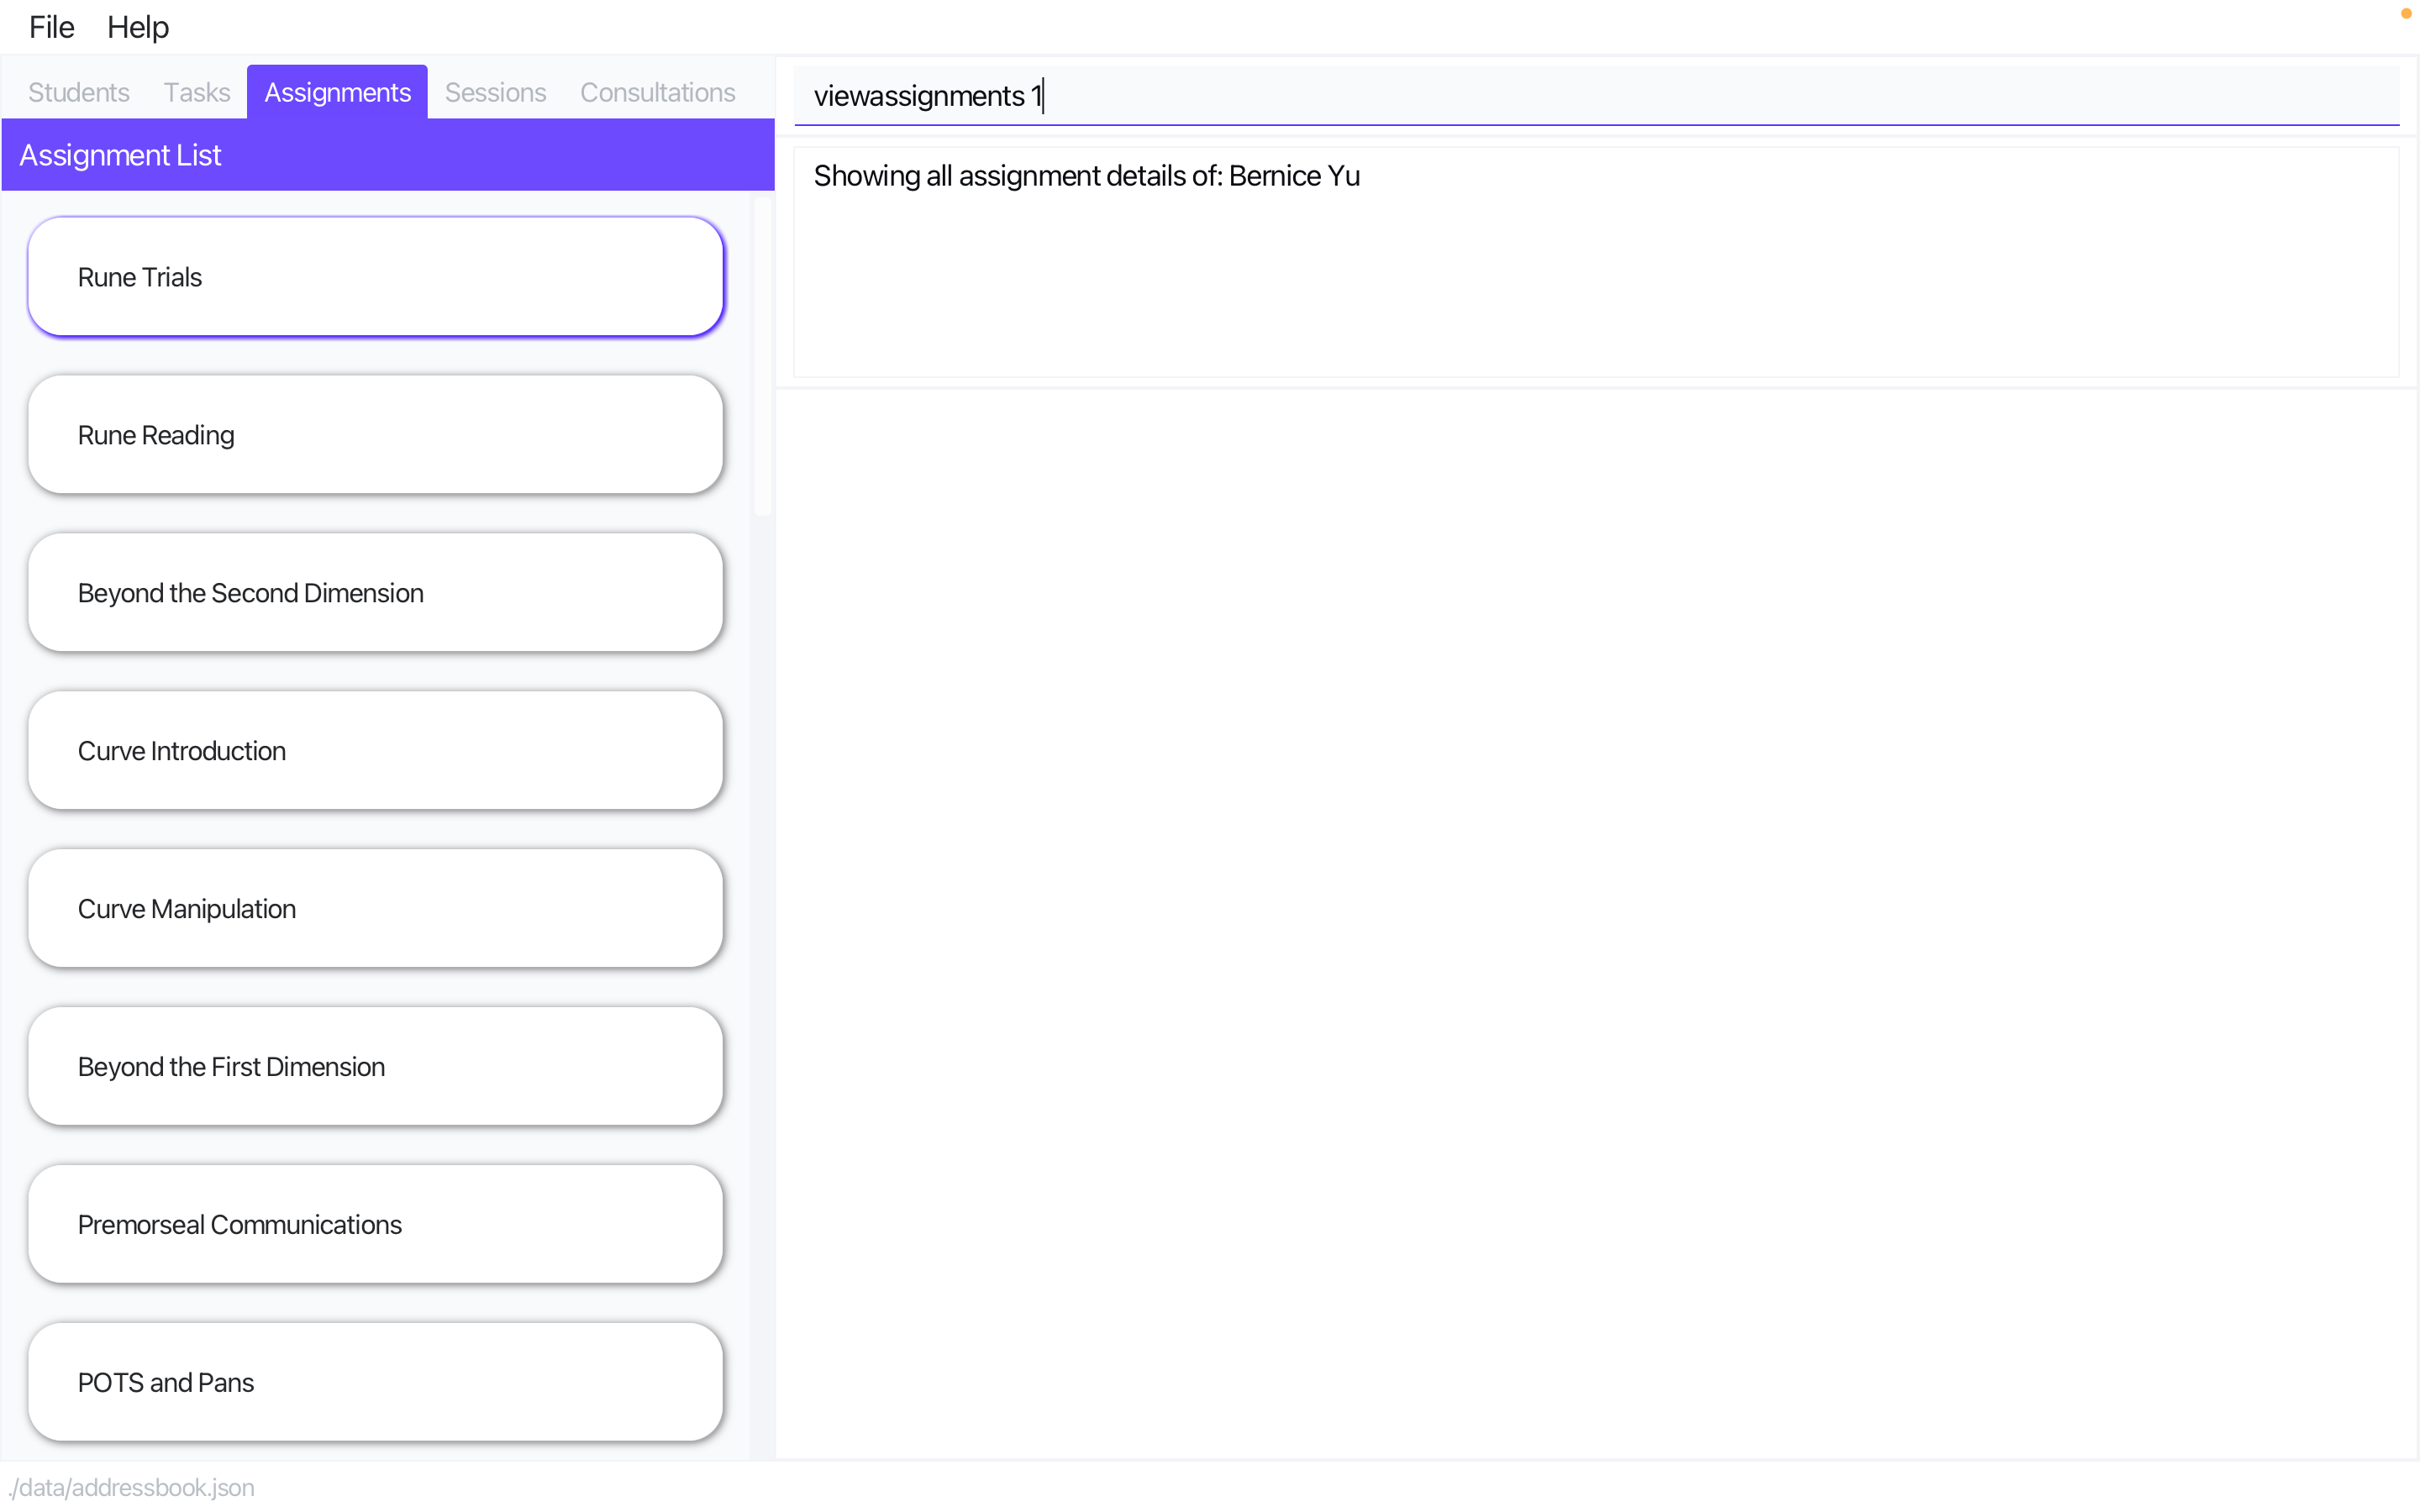 File Help
Students Tasks Assignments Sessions Consultations
Assignment List
Rune Trials
Rune Reading
Beyond the Second Dimension
Curve Introduction
Curve Manipulation
Beyond the First Dimension
Premorseal Communications
POTS and Pans
viewassignments 1
Showing all assignment details of: Bernice Yu
./data/addressbook.json